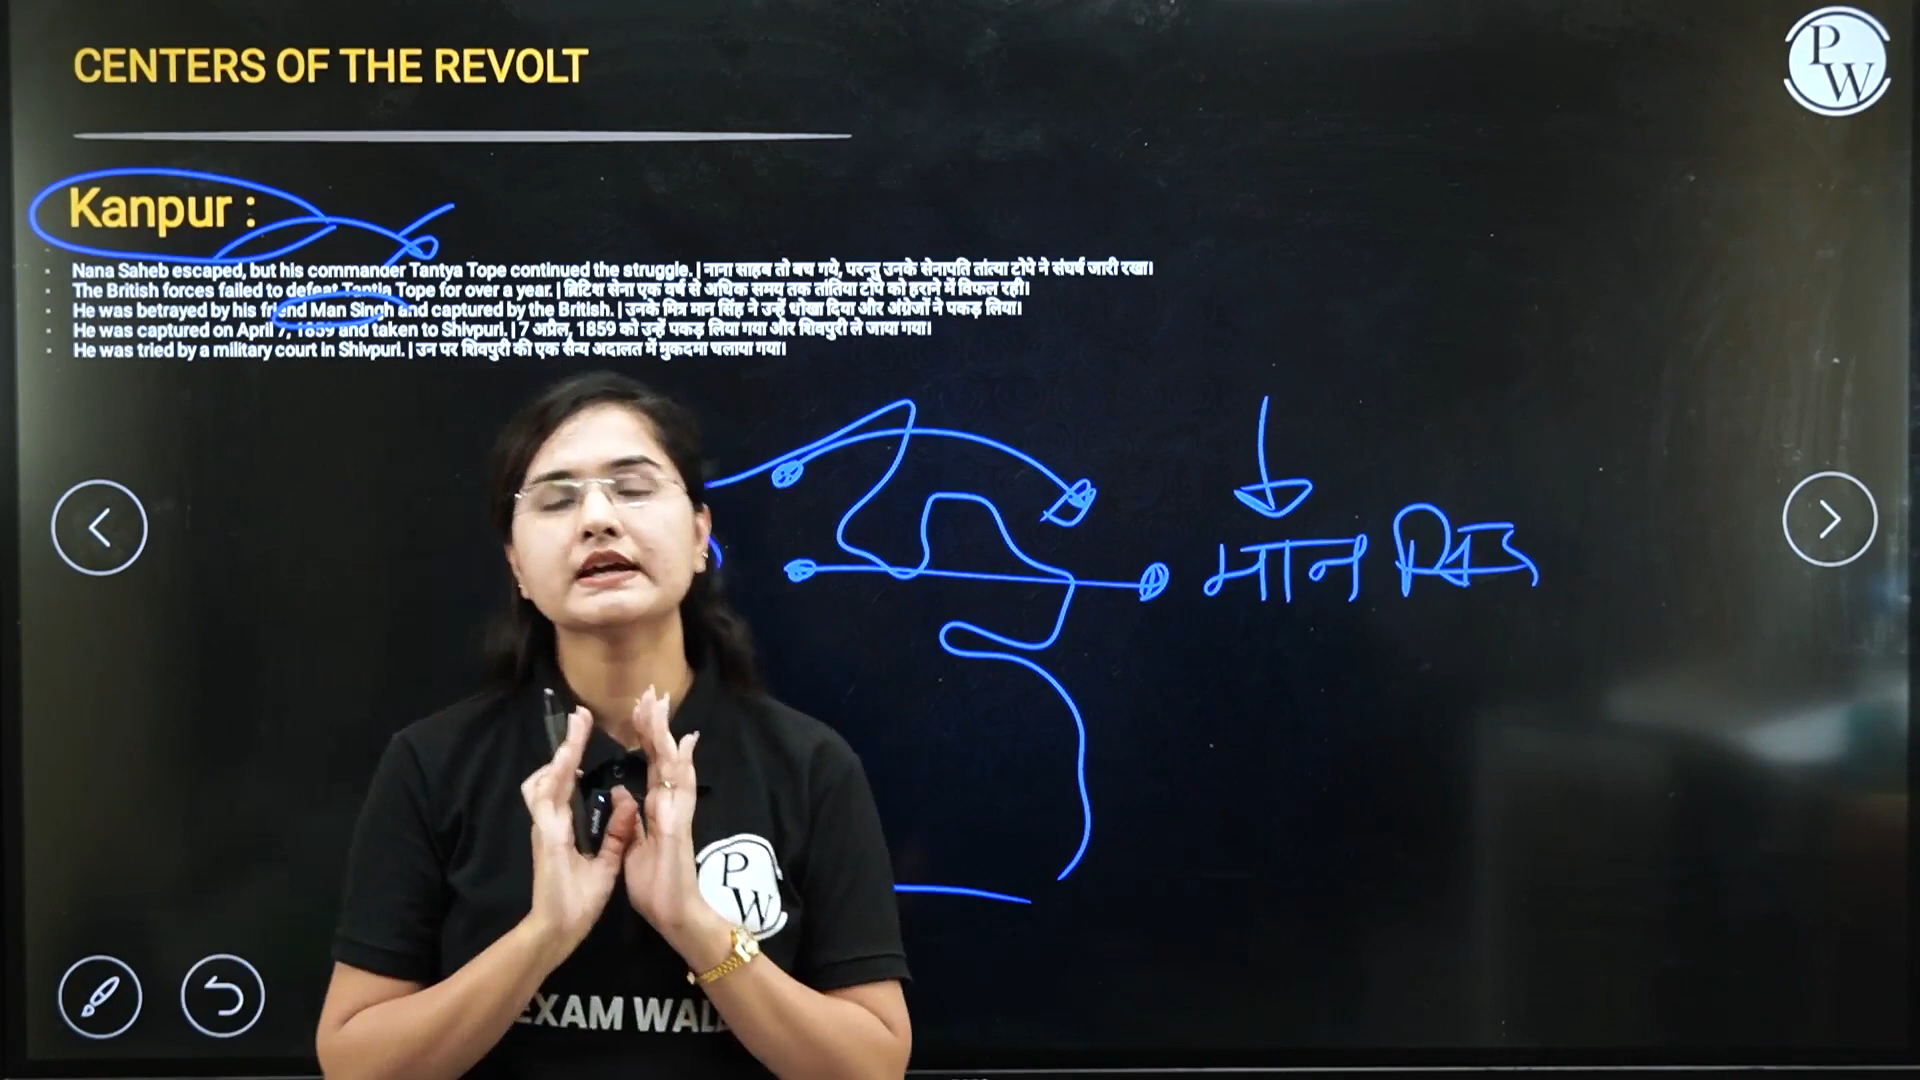 CENTERS OF THE REVOLT
PW
Kanpur :
Nana Saheb escaped, but his commander Tantya Tope continued the struggle. | नाना साहब तो बच गये, परन्तु उनके सेनापति तांत्या टोपे ने संघर्ष जारी रखा।
The British forces failed to defeat Tantia Tope for over a year. | ब्रिटिश सेना एक वर्ष से अधिक समय तक तांतिया टोपे को हराने में विफल रही।
He was betrayed by his friend Man Singh and captured by the British. | उनके मित्र मान सिंह ने उन्हें धोखा दिया और अंग्रेजों ने पकड़ लिया।
He was captured on April 7, 1859 and taken to Shivpuri. | 7 अप्रैल, 1859 को उन्हें पकड़ लिया गया और शिवपुरी ले जाया गया।
He was tried by a military court in Shivpuri. | उन पर शिवपुरी की एक सैन्य अदालत में मुकदमा चलाया गया।
मान सिंह
PW
EXAM WAL